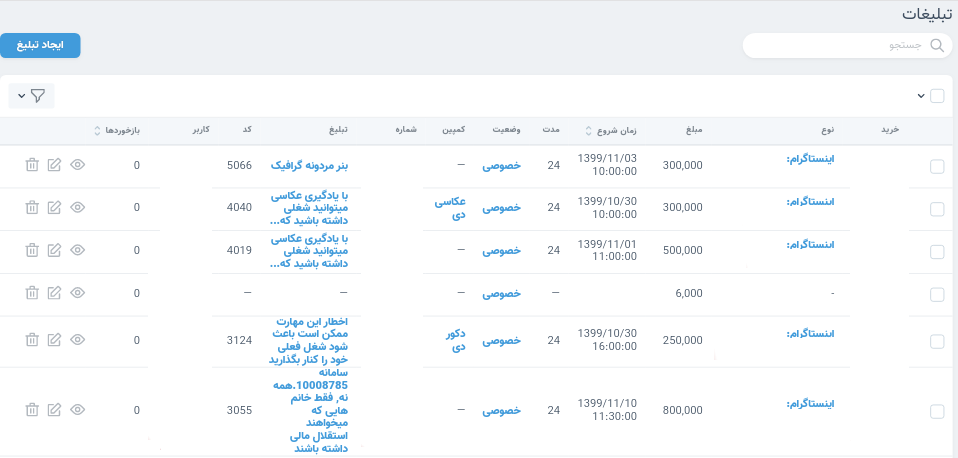 تبلیغات
جستجو
ایجاد تبلیغ
خرید نوع مبلغ زمان شروع مدت وضعیت کمپین شماره تبلیغ کد کاربر بازخوردها
اینستاگرام: 300,000 1399/11/03 10:00:00 24 خصوصی — بنر مردونه گرافیک 5066 0
اینستاگرام: 300,000 1399/10/30 10:00:00 24 خصوصی عکاسی دی با یادگیری عکاسی میتوانید شغلی داشته باشید که... 4040 0
اینستاگرام: 500,000 1399/11/01 11:00:00 24 خصوصی — با یادگیری عکاسی میتوانید شغلی داشته باشید که... 4019 0
- 6,000 — خصوصی — — — 0
اینستاگرام: 250,000 1399/10/30 16:00:00 24 خصوصی دکور دی اخطار این مهارت ممکن است باعث شود شغل فعلی خود را کنار بگذارید 3124 0
اینستاگرام: 800,000 1399/11/10 11:30:00 24 خصوصی — سامانه 10008785.همه نه, فقط خانم هایی که میخواهند استقلال مالی داشته باشند 3055 0